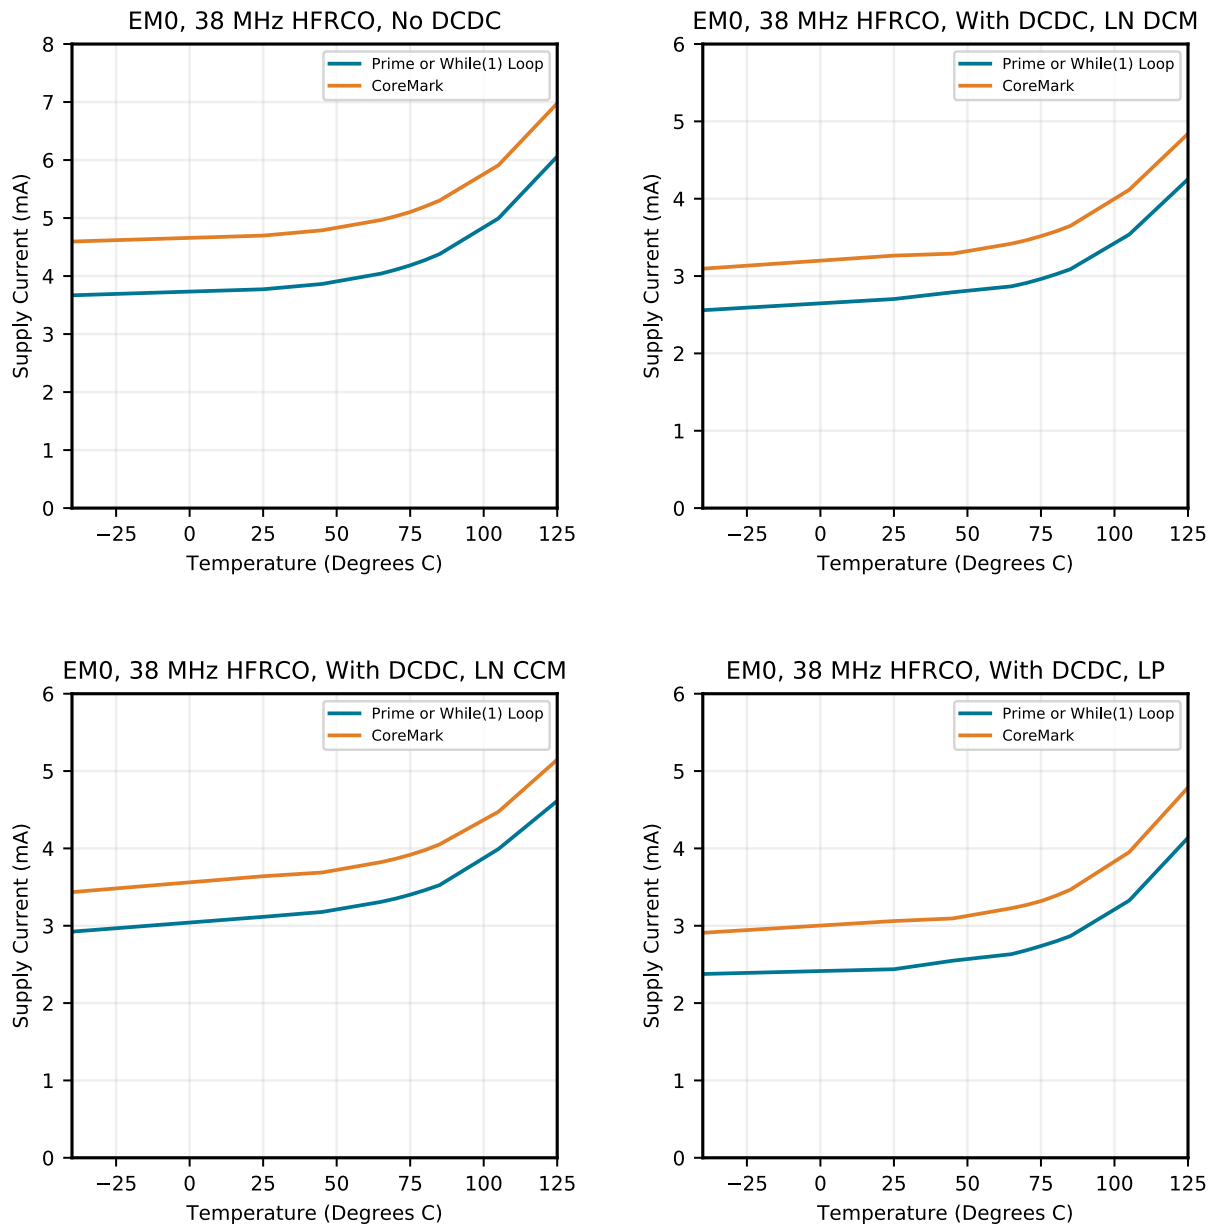 EM0, 38 MHz HFRCO, No DCDC
8
7
6
5
4
3
2
1
0
Supply Current (mA)
Prime or While(1) Loop
CoreMark
−25 0 25 50 75 100 125
Temperature (Degrees C)
EM0, 38 MHz HFRCO, With DCDC, LN DCM
6
5
4
3
2
1
0
Supply Current (mA)
Prime or While(1) Loop
CoreMark
−25 0 25 50 75 100 125
Temperature (Degrees C)
EM0, 38 MHz HFRCO, With DCDC, LN CCM
6
5
4
3
2
1
0
Supply Current (mA)
Prime or While(1) Loop
CoreMark
−25 0 25 50 75 100 125
Temperature (Degrees C)
EM0, 38 MHz HFRCO, With DCDC, LP
6
5
4
3
2
1
0
Supply Current (mA)
Prime or While(1) Loop
CoreMark
−25 0 25 50 75 100 125
Temperature (Degrees C)